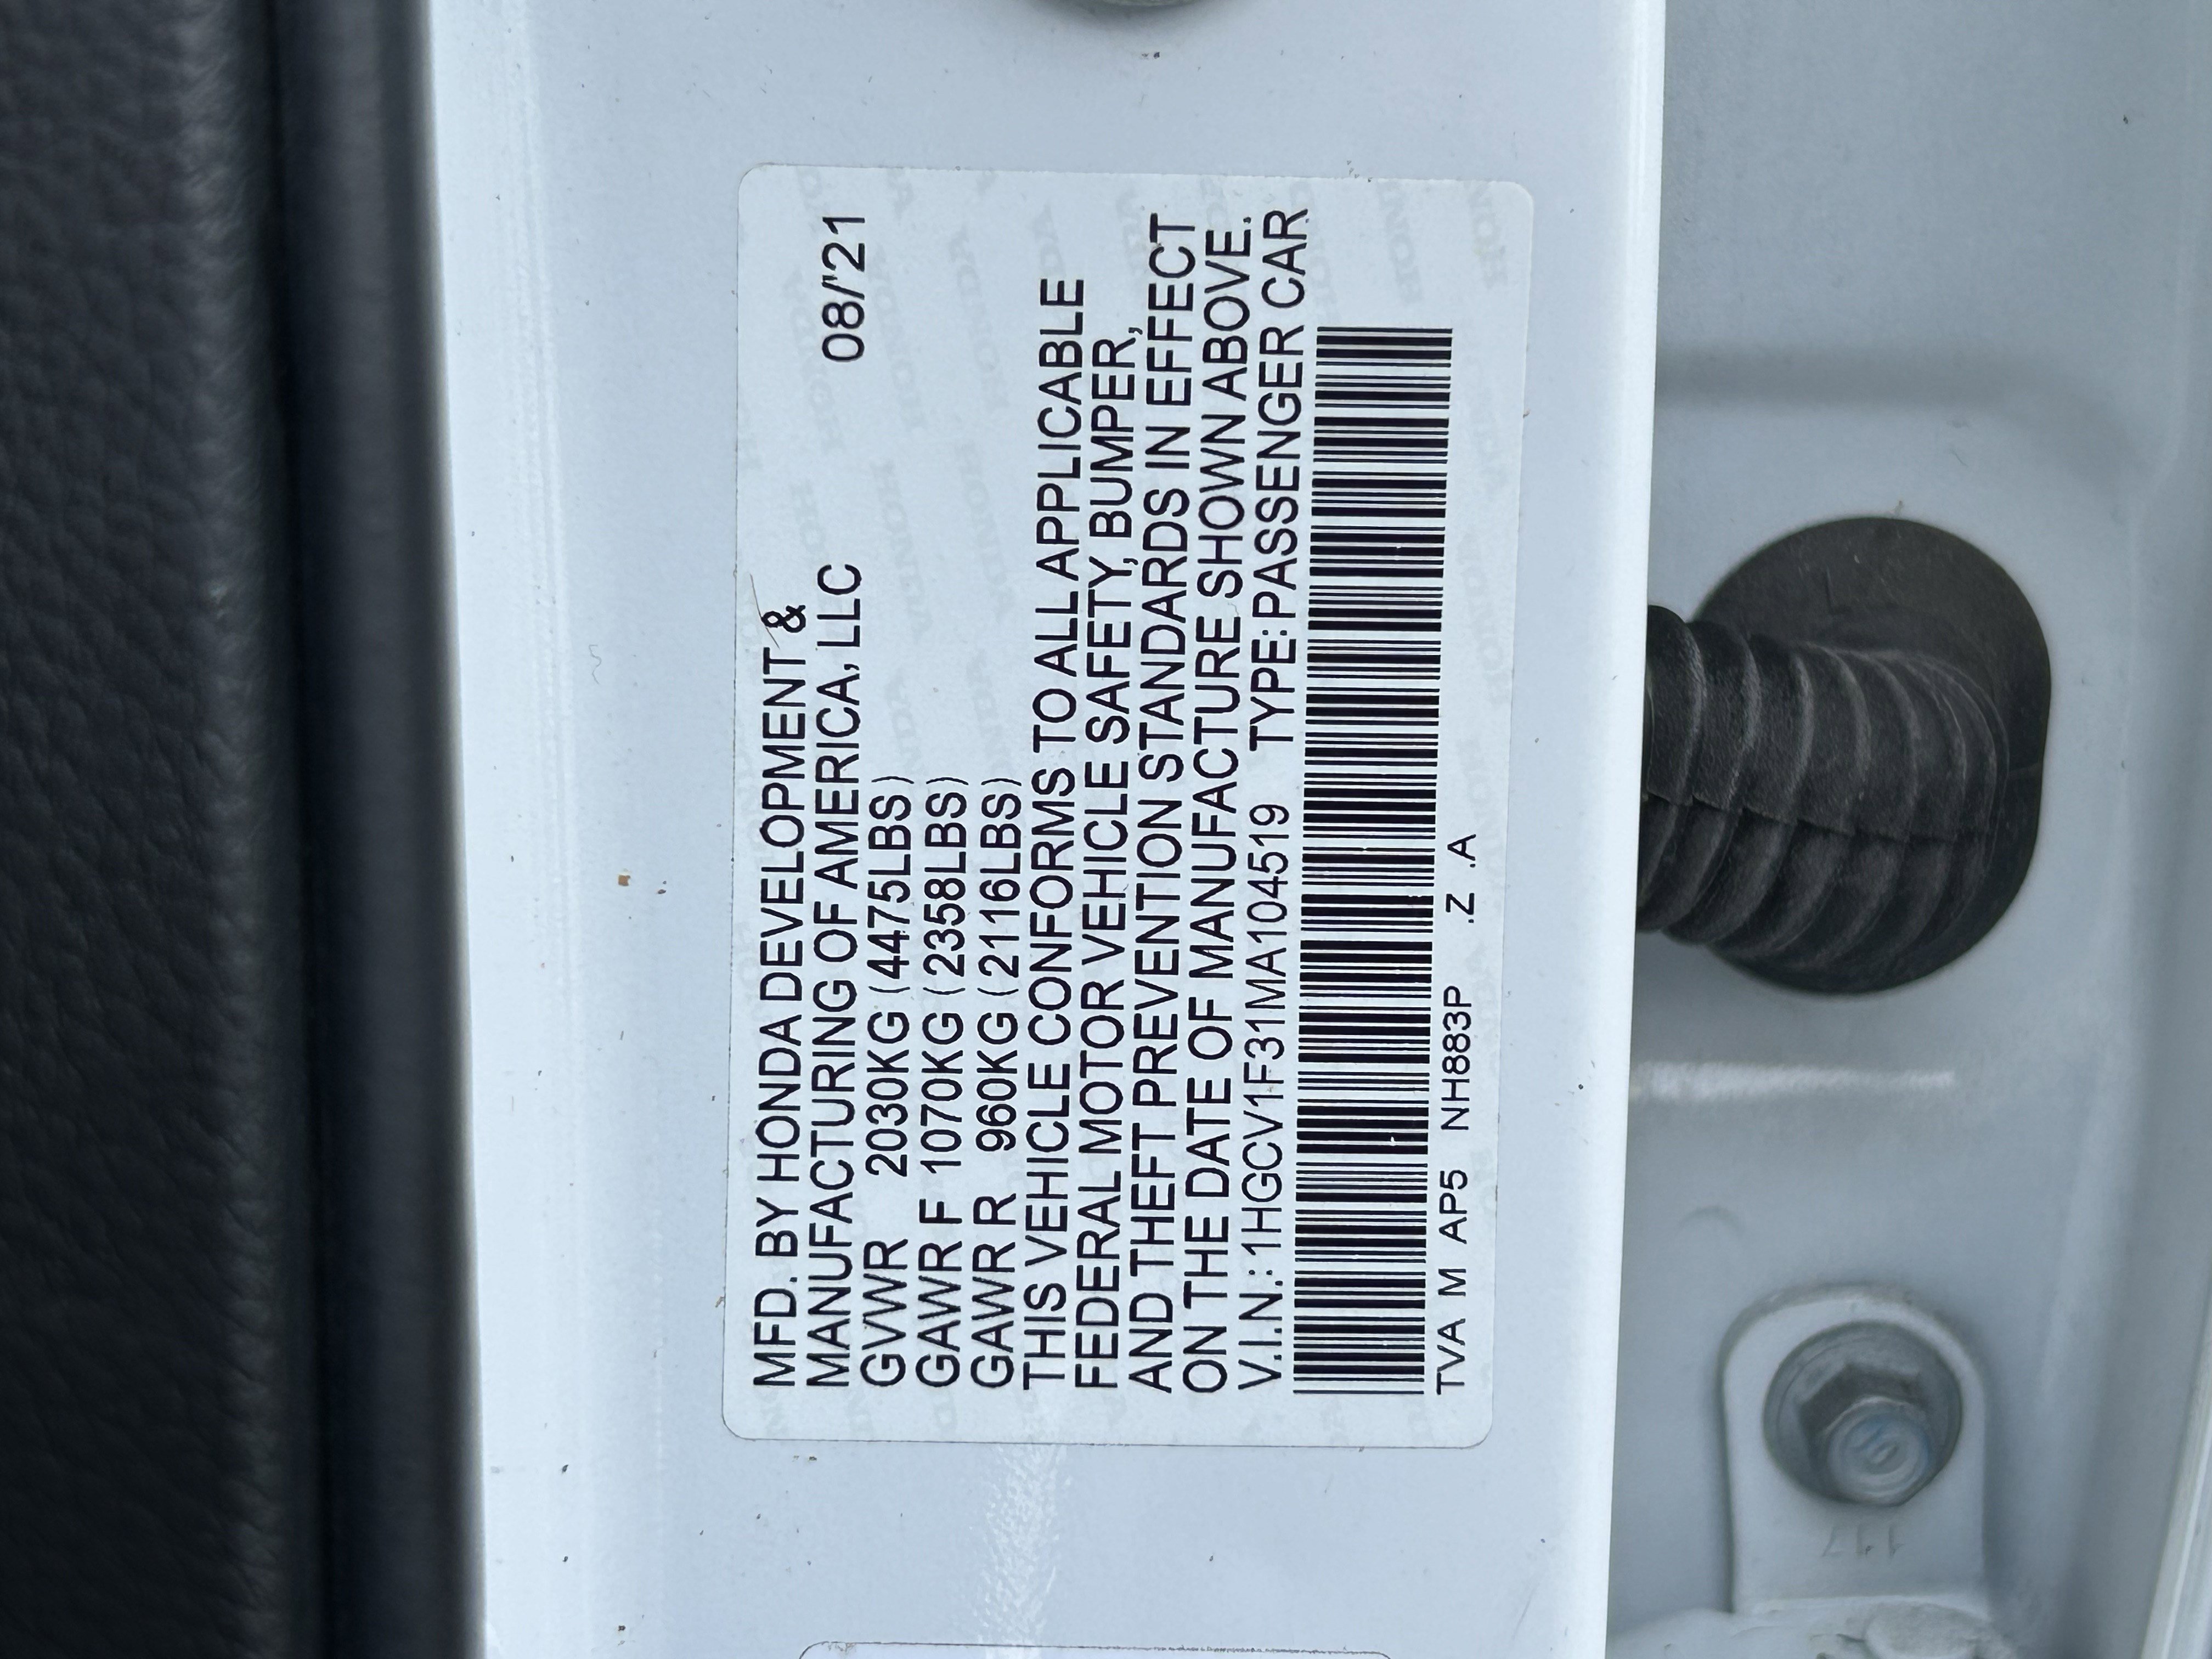 MFD. BY HONDA DEVELOPMENT &
MANUFACTURING OF AMERICA, LLC 08/'21
GVWR 2030KG (4475LBS)
GAWR F 1070KG (2358LBS)
GAWR R 960KG (2116LBS)
THIS VEHICLE CONFORMS TO ALL APPLICABLE
FEDERAL MOTOR VEHICLE SAFETY, BUMPER,
AND THEFT PREVENTION STANDARDS IN EFFECT
ON THE DATE OF MANUFACTURE SHOWN ABOVE.
V.I.N.: 1HGCV1F31MA104519 TYPE: PASSENGER CAR
TVA M AP5 NH883P .Z .A